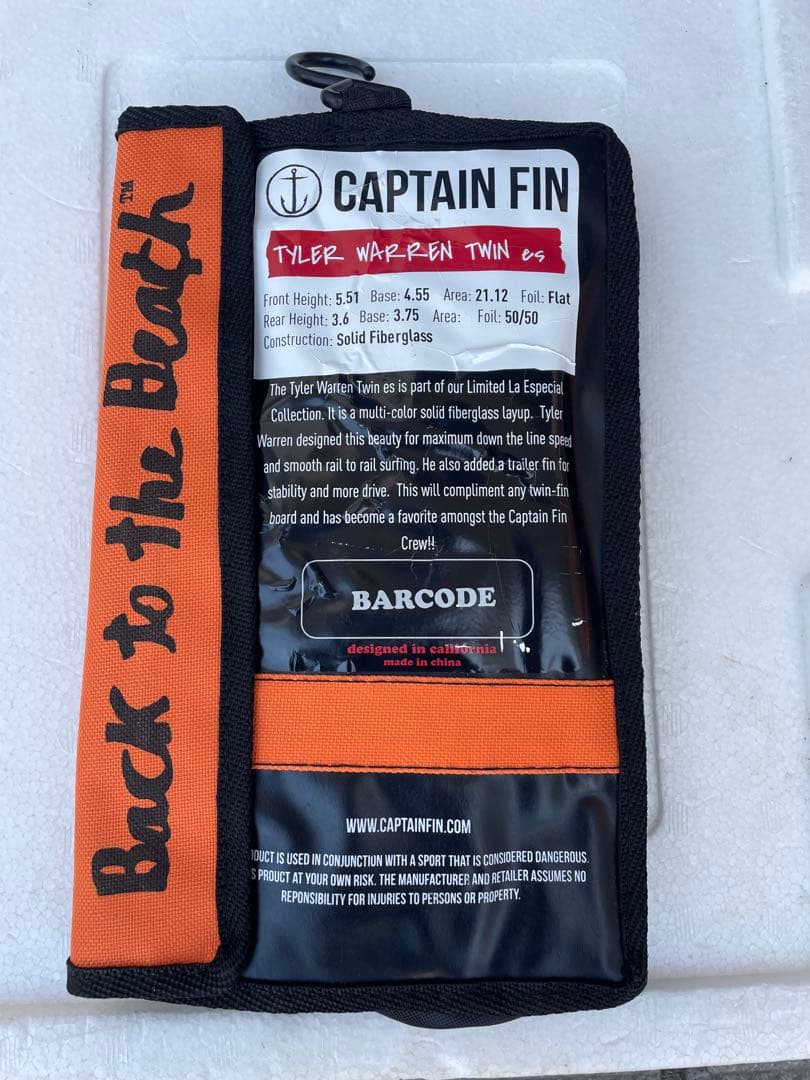 Back to the Beach™
CAPTAIN FIN
TYLER WARREN TWIN es
Front Height: 5.51 Base: 4.55 Area: 21.12 Foil: Flat
Rear Height: 3.6 Base: 3.75 Area: Foil: 50/50
Construction: Solid Fiberglass
The Tyler Warren Twin es is part of our Limited La Especial
Collection. It is a multi-color solid fiberglass layup. Tyler
Warren designed this beauty for maximum down the line speed
and smooth rail to rail surfing. He also added a trailer fin for
stability and more drive. This will compliment any twin-fin
board and has become a favorite amongst the Captain Fin
Crew!!
BARCODE
designed in california
made in china
WWW.CAPTAINFIN.COM
DUCT IS USED IN CONJUNCTIUN WITH A SPORT THAT IS CONSIDERED DANGEROUS.
S PROUCT AT YOUR OWN RISK. THE MANUFACTURER AND RETAILER ASSUMES NO
REPONSIBILITY FOR INJURIES TO PERSONS OR PROPERTY.